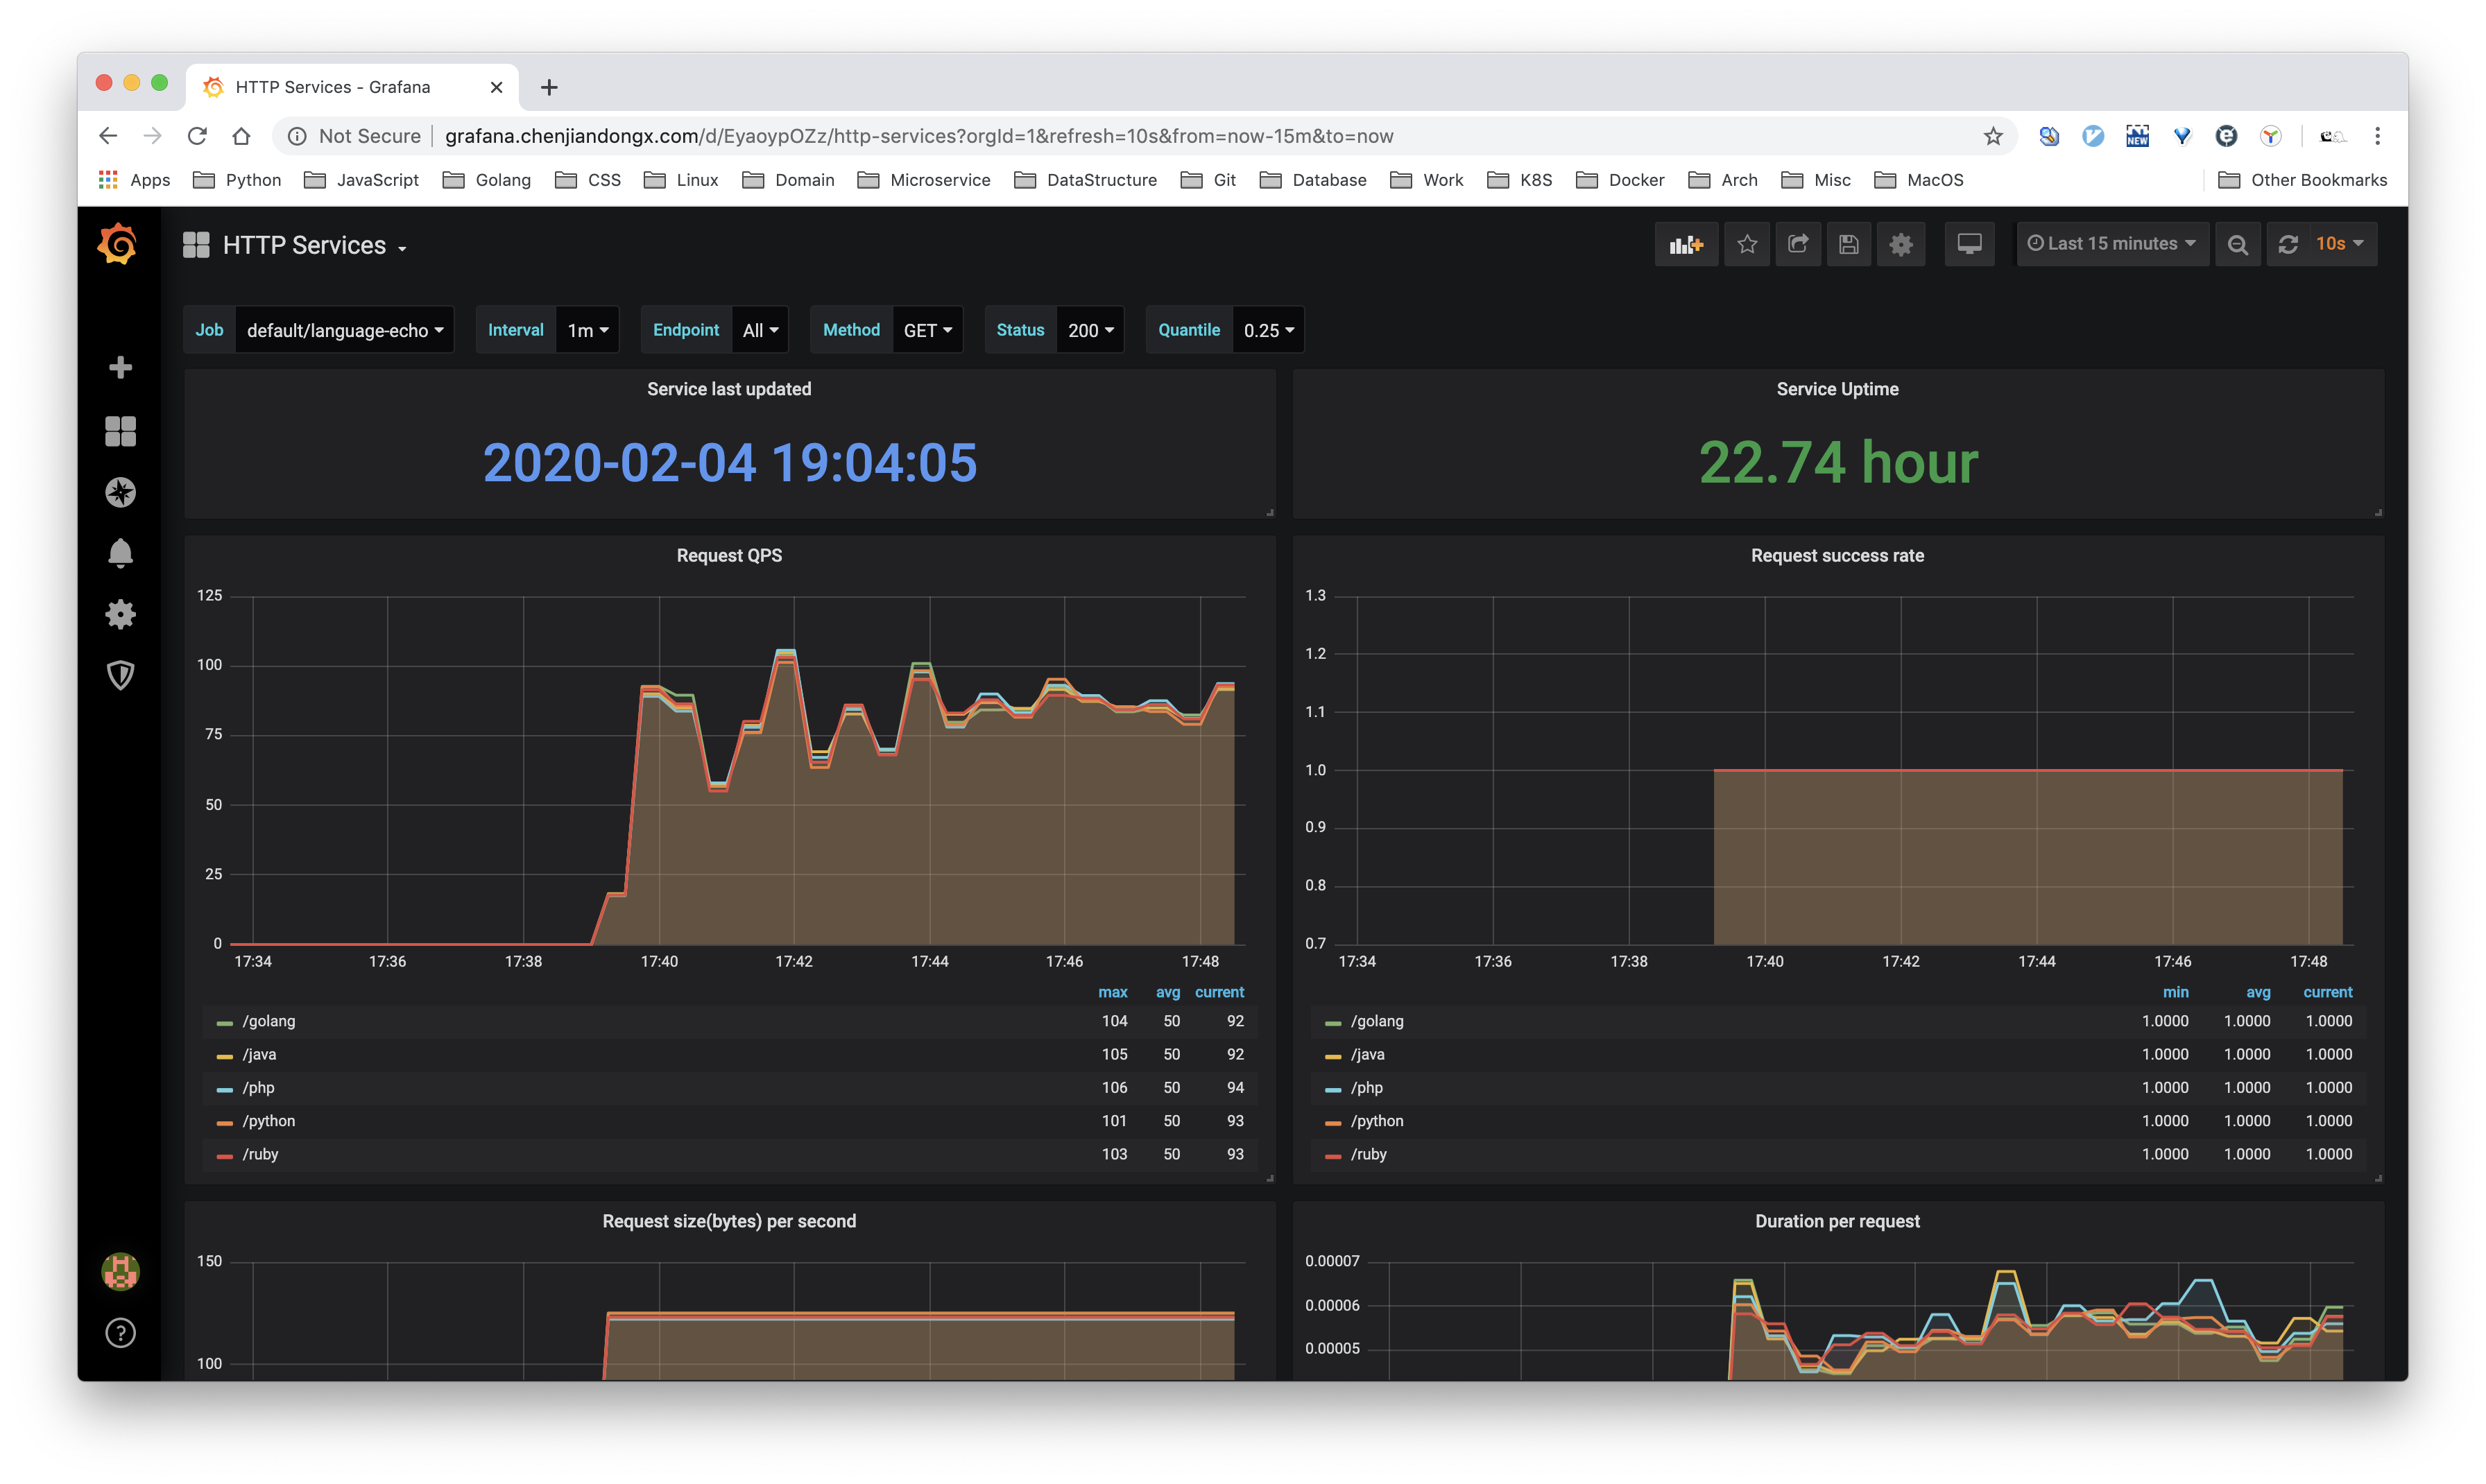 HTTP Services - Grafana
Not Secure grafana.chenjiandongx.com/d/EyaoypOZz/http-services?orgId=1&refresh=10s&from=now-15m&to=now
NEW
Apps Python JavaScript Golang CSS Linux Domain Microservice DataStructure Git Database Work K8S Docker Arch Misc MacOS Other Bookmarks
HTTP Services
Last 15 minutes 10s
Job default/language-echo Interval 1m Endpoint All Method GET Status 200 Quantile 0.25
Service last updated
2020-02-04 19:04:05
Service Uptime
22.74 hour
Request QPS
125
100
75
50
25
0
17:34 17:36 17:38 17:40 17:42 17:44 17:46 17:48
max avg current
/golang 104 50 92
/java 105 50 92
/php 106 50 94
/python 101 50 93
/ruby 103 50 93
Request success rate
1.3
1.2
1.1
1.0
0.9
0.8
0.7
17:34 17:36 17:38 17:40 17:42 17:44 17:46 17:48
min avg current
/golang 1.0000 1.0000 1.0000
/java 1.0000 1.0000 1.0000
/php 1.0000 1.0000 1.0000
/python 1.0000 1.0000 1.0000
/ruby 1.0000 1.0000 1.0000
Request size(bytes) per second
150
100
Duration per request
0.00007
0.00006
0.00005